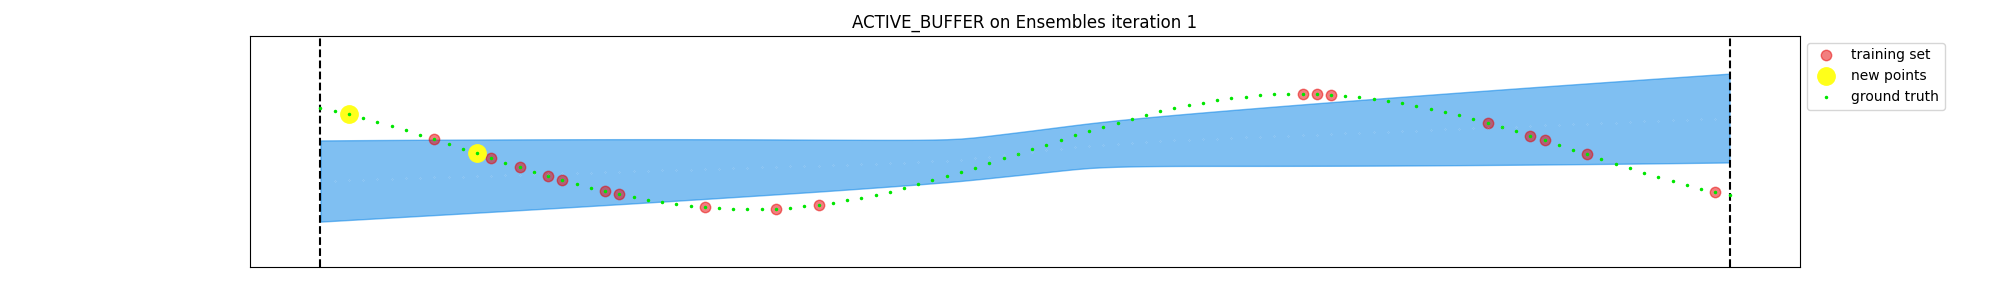 ACTIVE_BUFFER on Ensembles iteration 1
training set
new points
ground truth